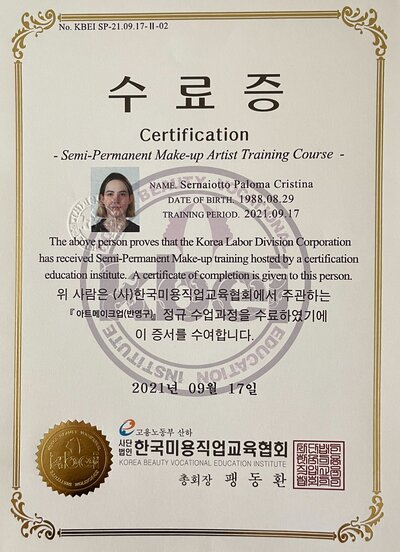 No. KBEI SP-21.09.17-Ⅱ-02
수료증
Certification
- Semi-Permanent Make-up Artist Training Course -
NAME. Sernaiotto Paloma Cristina
DATE OF BIRTH. 1988.08.29
TRAINING PERIOD. 2021.09.17
The above person proves that the Korea Labor Division Corporation
has received Semi-Permanent Make-up training hosted by a certification
education institute. A certificate of completion is given to this person.
위 사람은 (사)한국미용직업교육협회에서 주관하는
『아트메이크업(반영구)』 정규 수업과정을 수료하였기에
이 증서를 수여합니다.
2021년 09월 17일
고용노동부 산하
사단법인 한국미용직업교육협회
KOREA BEAUTY VOCATIONAL EDUCATION INSTITUTE
총회장 팽동환